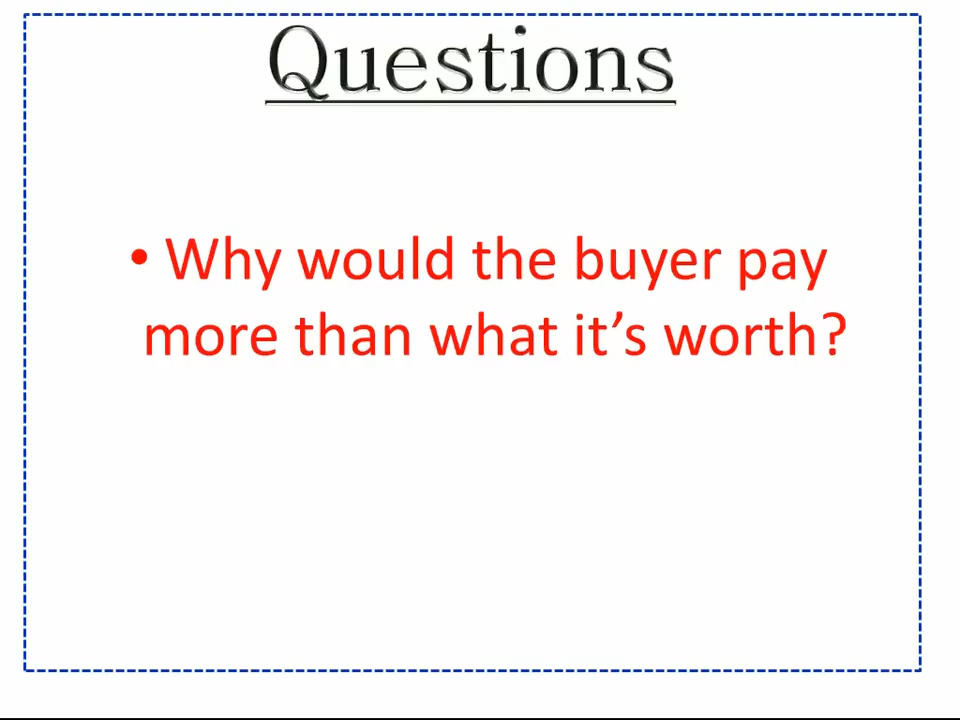 Questions
• Why would the buyer pay
more than what it’s worth?